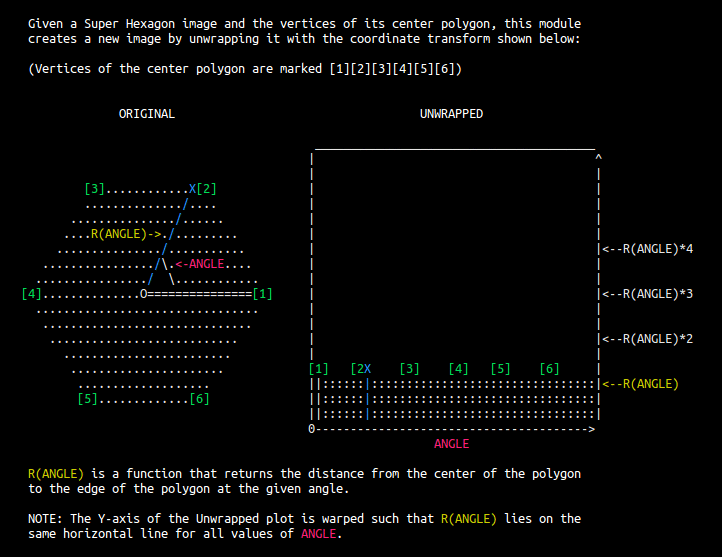 Given a Super Hexagon image and the vertices of its center polygon, this module
creates a new image by unwrapping it with the coordinate transform shown below:
(Vertices of the center polygon are marked [1][2][3][4][5][6])
ORIGINAL UNWRAPPED
^
[3]............X[2]
............../....
.............../......
....R(ANGLE)->./.........
.............../...........
<--R(ANGLE)*4
................/\.<-ANGLE....
................/  \............
[4]..............O===============[1]
<--R(ANGLE)*3
................................
..............................
...........................
<--R(ANGLE)*2
........................
......................
[1] [2X [3] [4] [5] [6]
...................
||::::::|::::::::::::::::::::::::::::::::|<--R(ANGLE)
[5].............[6]
||::::::|::::::::::::::::::::::::::::::::|
||::::::|::::::::::::::::::::::::::::::::|
0--------------------------------------->
ANGLE
R(ANGLE) is a function that returns the distance from the center of the polygon
to the edge of the polygon at the given angle.
NOTE: The Y-axis of the Unwrapped plot is warped such that R(ANGLE) lies on the
same horizontal line for all values of ANGLE.